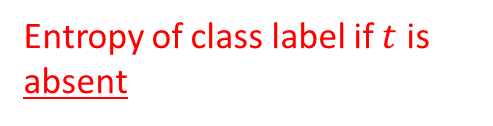 Entropy of class label if t is
absent